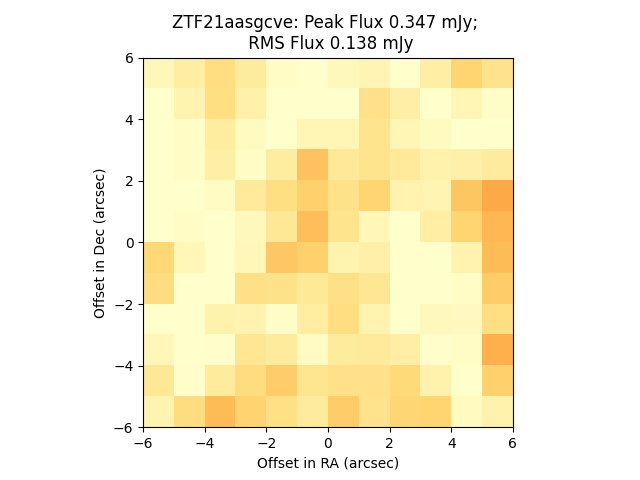 ZTF21aasgcve: Peak Flux 0.347 mJy;
RMS Flux 0.138 mJy
6
4
2
0
−2
−4
−6
Offset in Dec (arcsec)
−6 −4 −2 0 2 4 6
Offset in RA (arcsec)